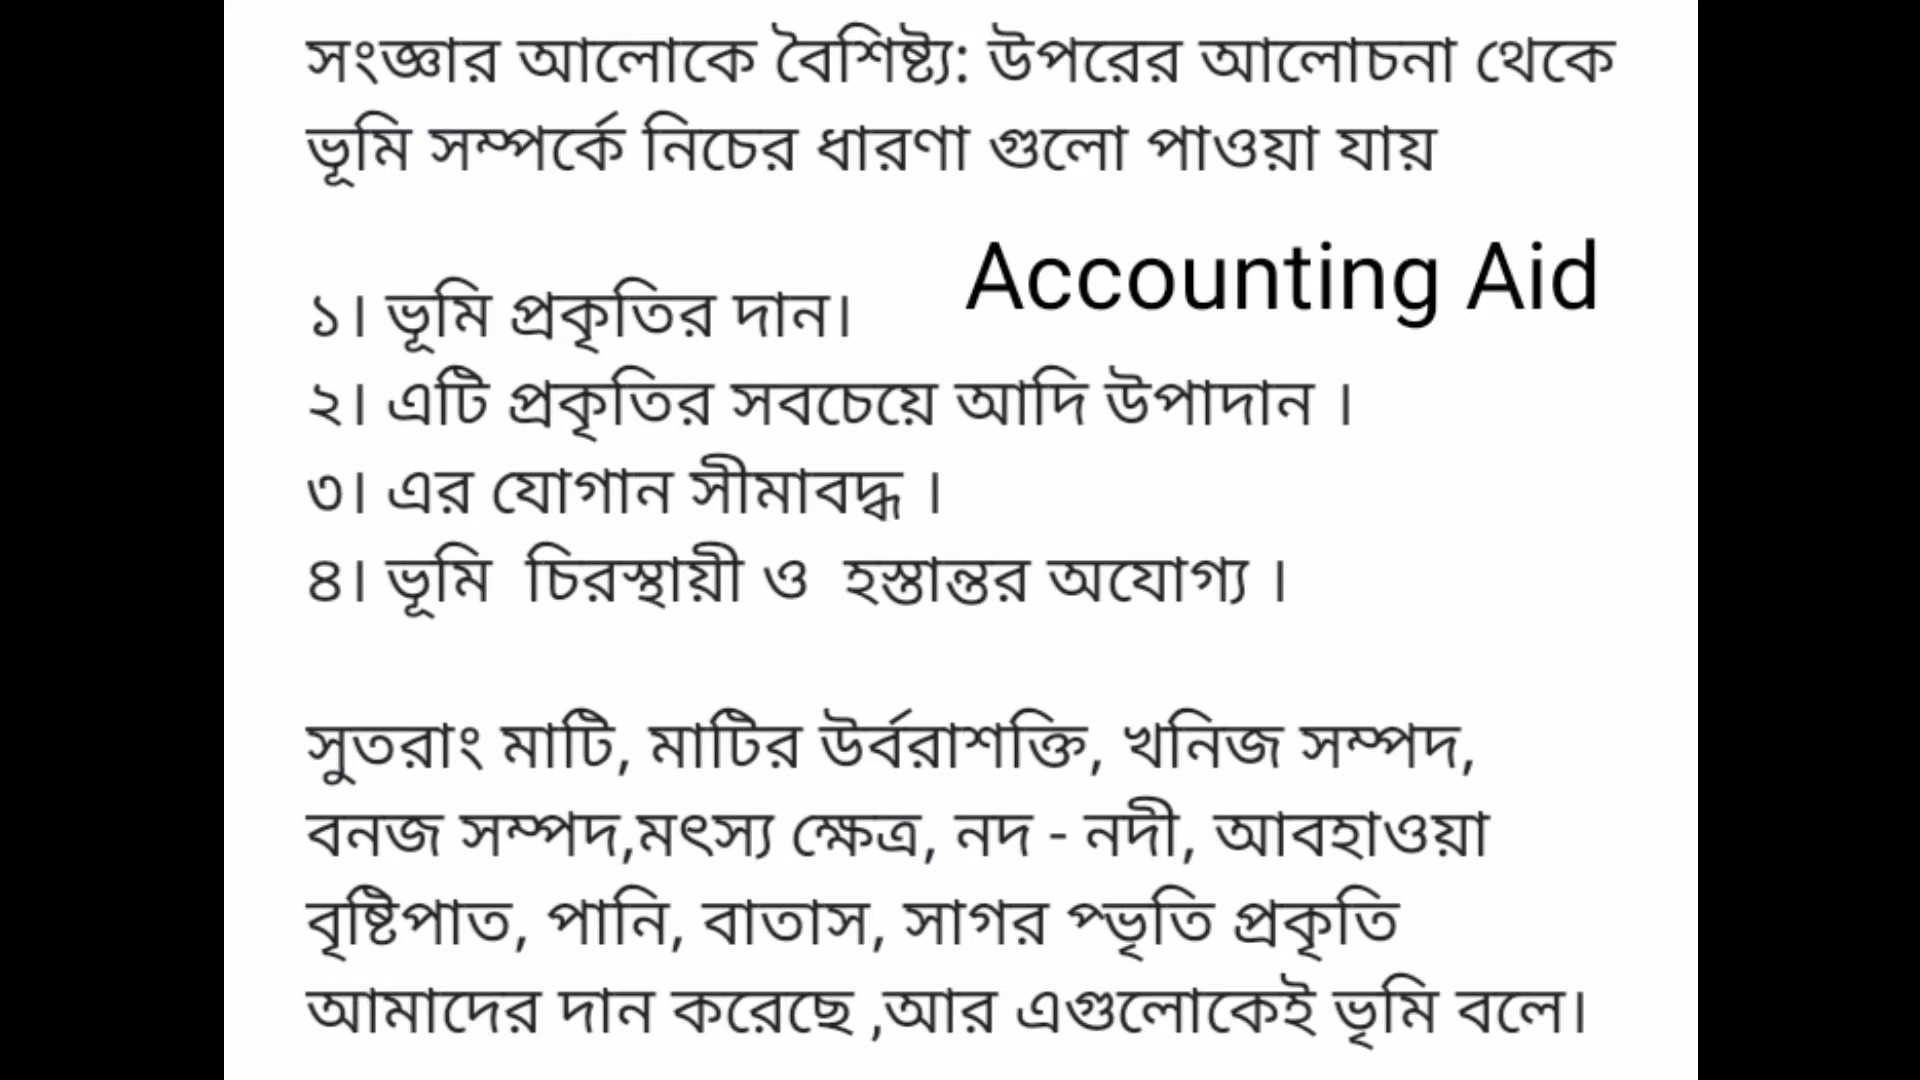 সংজ্ঞার আলোকে বৈশিষ্ট্য: উপরের আলোচনা থেকে
ভূমি সম্পর্কে নিচের ধারণা গুলো পাওয়া যায়
Accounting Aid
১। ভূমি প্রকৃতির দান।
২। এটি প্রকৃতির সবচেয়ে আদি উপাদান ।
৩। এর যোগান সীমাবদ্ধ ।
৪। ভূমি  চিরস্থায়ী ও  হস্তান্তর অযোগ্য ।
সুতরাং মাটি, মাটির উর্বরাশক্তি, খনিজ সম্পদ,
বনজ সম্পদ,মৎস্য ক্ষেত্র, নদ - নদী, আবহাওয়া
বৃষ্টিপাত, পানি, বাতাস, সাগর প্ভৃতি প্রকৃতি
আমাদের দান করেছে ,আর এগুলোকেই ভৃমি বলে।